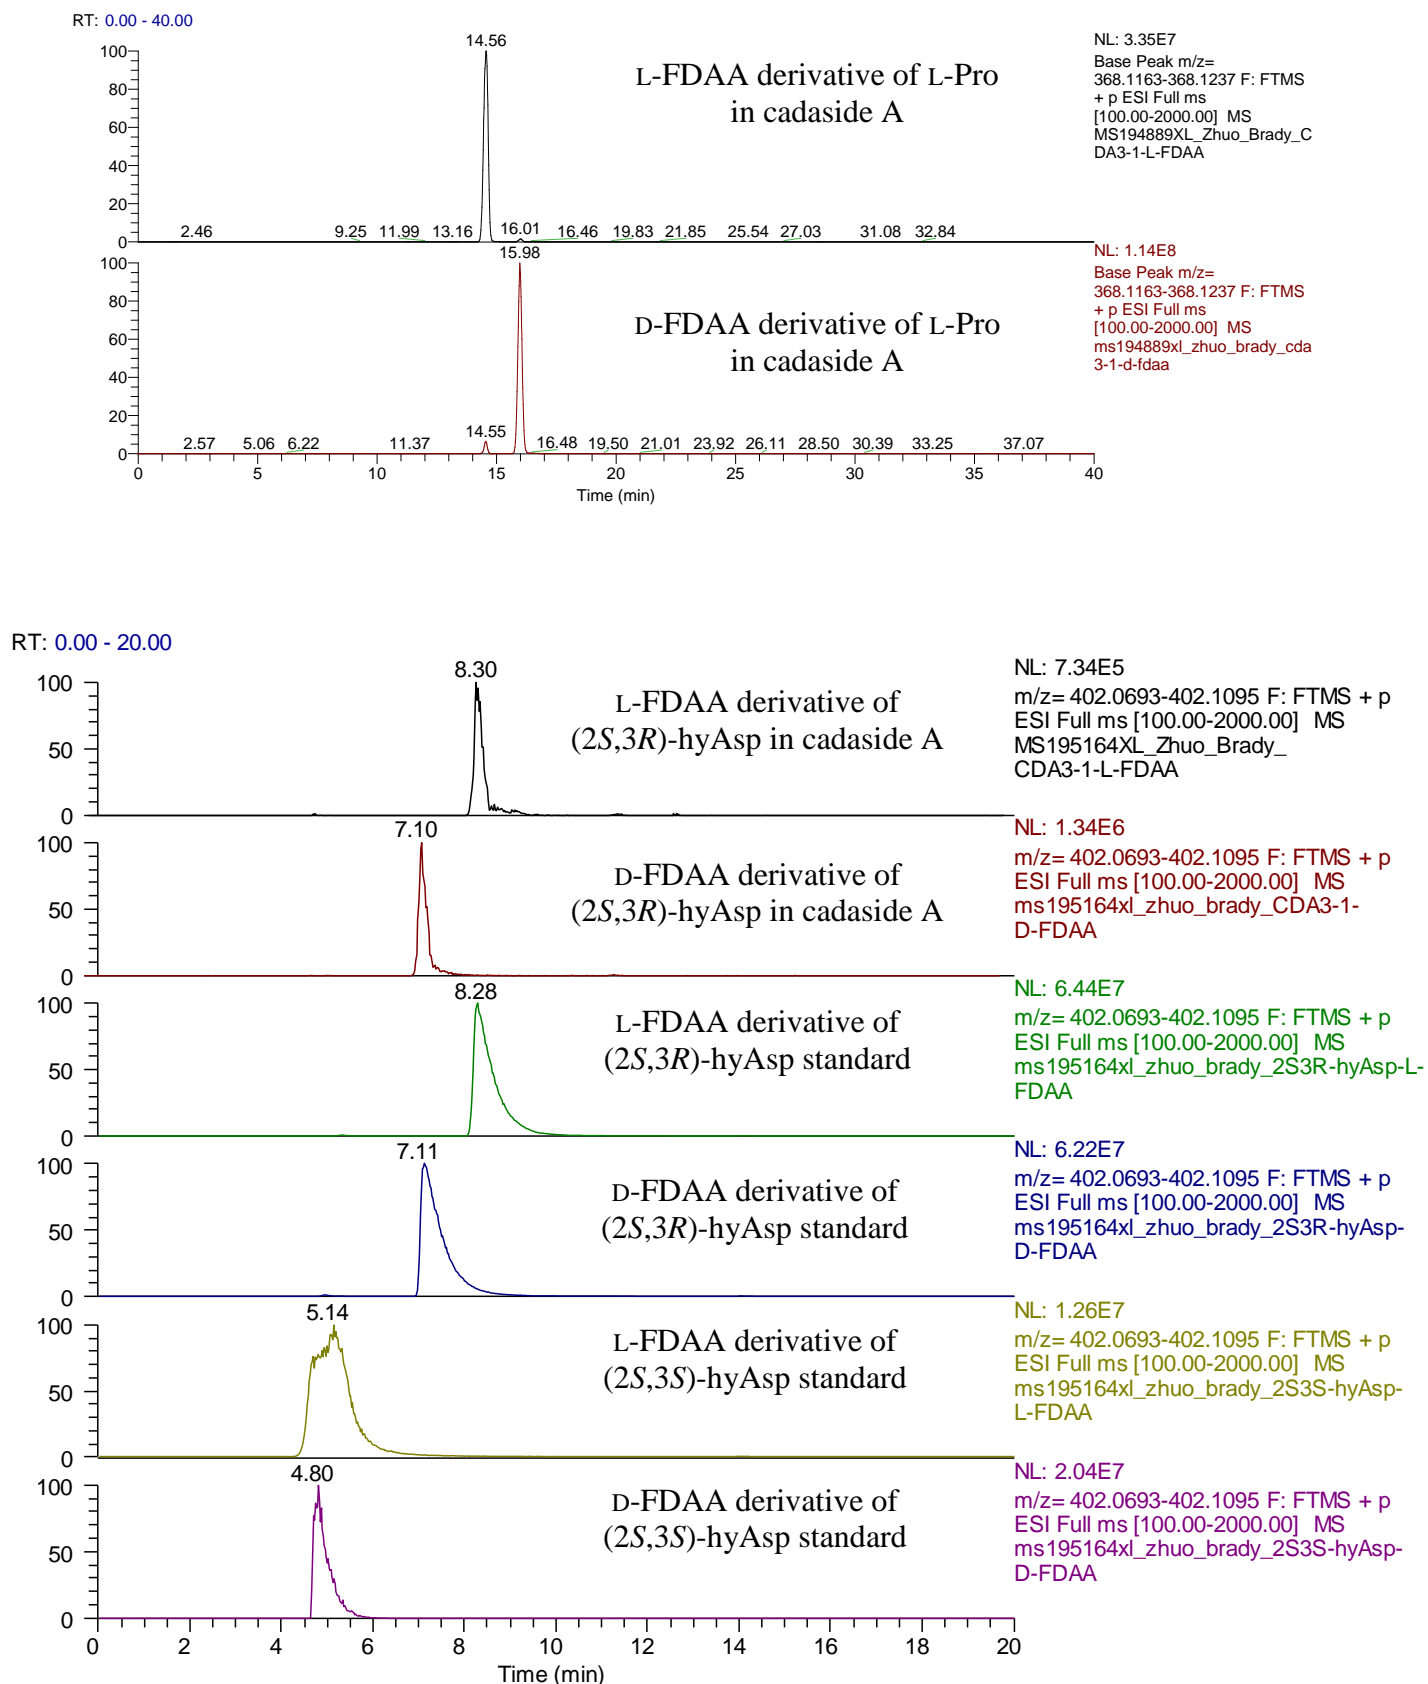 RT: 0.00 - 40.00
14.56
100
80
60
40
20
0
2.46 9.25 11.99 13.16 16.01 16.46 19.83 21.85 25.54 27.03 31.08 32.84
L-FDAA derivative of L-Pro
in cadaside A
NL: 3.35E7
Base Peak m/z=
368.1163-368.1237 F: FTMS
+ p ESI Full ms
[100.00-2000.00] MS
MS194889XL_Zhuo_Brady_C
DA3-1-L-FDAA
15.98
100
80
60
40
20
0
2.57 5.06 6.22 11.37 14.55 16.48 19.50 21.01 23.92 26.11 28.50 30.39 33.25 37.07
D-FDAA derivative of L-Pro
in cadaside A
NL: 1.14E8
Base Peak m/z=
368.1163-368.1237 F: FTMS
+ p ESI Full ms
[100.00-2000.00] MS
ms194889xl_zhuo_brady_cda
3-1-d-fdaa
0 5 10 15 20 25 30 35 40
Time (min)
RT: 0.00 - 20.00
8.30
100
50
0
L-FDAA derivative of
(2S,3R)-hyAsp in cadaside A
NL: 7.34E5
m/z= 402.0693-402.1095 F: FTMS + p
ESI Full ms [100.00-2000.00] MS
MS195164XL_Zhuo_Brady_
CDA3-1-L-FDAA
7.10
100
50
0
D-FDAA derivative of
(2S,3R)-hyAsp in cadaside A
NL: 1.34E6
m/z= 402.0693-402.1095 F: FTMS + p
ESI Full ms [100.00-2000.00] MS
ms195164xl_zhuo_brady_CDA3-1-
D-FDAA
8.28
100
50
0
L-FDAA derivative of
(2S,3R)-hyAsp standard
NL: 6.44E7
m/z= 402.0693-402.1095 F: FTMS + p
ESI Full ms [100.00-2000.00] MS
ms195164xl_zhuo_brady_2S3R-hyAsp-L-
FDAA
7.11
100
50
0
D-FDAA derivative of
(2S,3R)-hyAsp standard
NL: 6.22E7
m/z= 402.0693-402.1095 F: FTMS + p
ESI Full ms [100.00-2000.00] MS
ms195164xl_zhuo_brady_2S3R-hyAsp-
D-FDAA
5.14
100
50
0
L-FDAA derivative of
(2S,3S)-hyAsp standard
NL: 1.26E7
m/z= 402.0693-402.1095 F: FTMS + p
ESI Full ms [100.00-2000.00] MS
ms195164xl_zhuo_brady_2S3S-hyAsp-
L-FDAA
4.80
100
50
0
D-FDAA derivative of
(2S,3S)-hyAsp standard
NL: 2.04E7
m/z= 402.0693-402.1095 F: FTMS + p
ESI Full ms [100.00-2000.00] MS
ms195164xl_zhuo_brady_2S3S-hyAsp-
D-FDAA
0 2 4 6 8 10 12 14 16 18 20
Time (min)